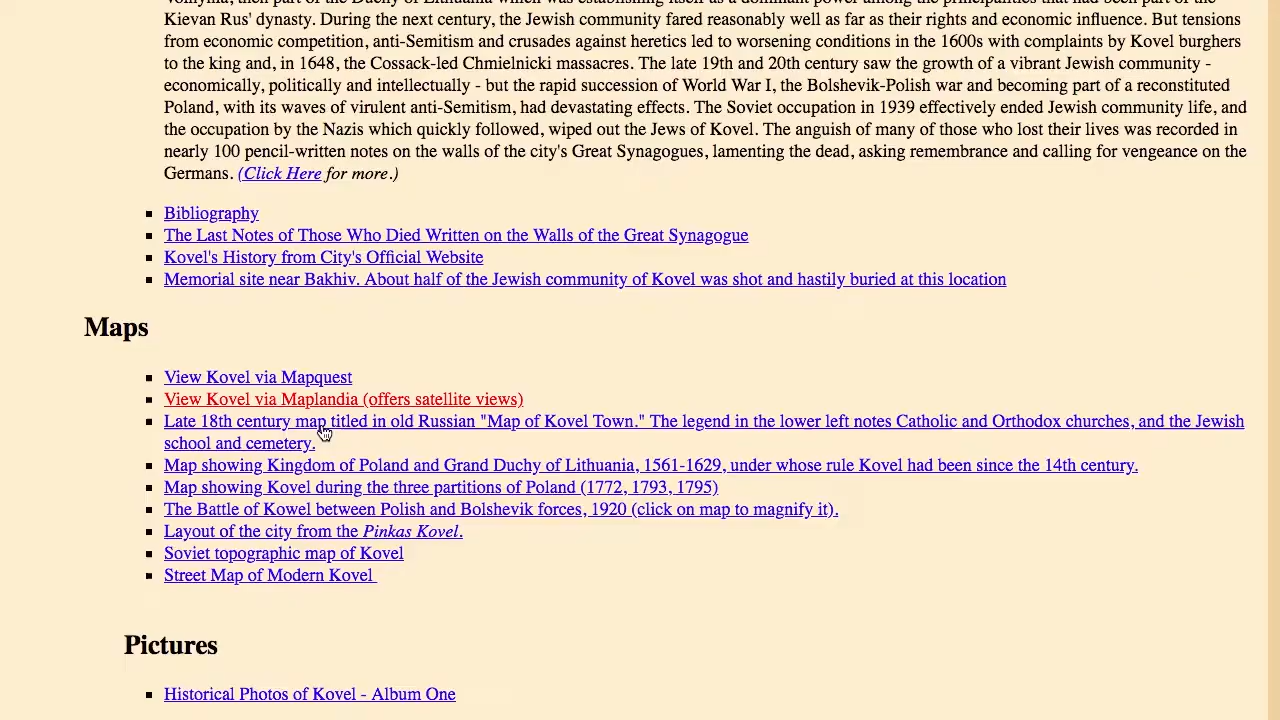 Volhynia, then part of the Duchy of Lithuania which was establishing itself as a dominant power among the principalities that had been part of the
Kievan Rus' dynasty. During the next century, the Jewish community fared reasonably well as far as their rights and economic influence. But tensions
from economic competition, anti-Semitism and crusades against heretics led to worsening conditions in the 1600s with complaints by Kovel burghers
to the king and, in 1648, the Cossack-led Chmielnicki massacres. The late 19th and 20th century saw the growth of a vibrant Jewish community -
economically, politically and intellectually - but the rapid succession of World War I, the Bolshevik-Polish war and becoming part of a reconstituted
Poland, with its waves of virulent anti-Semitism, had devastating effects. The Soviet occupation in 1939 effectively ended Jewish community life, and
the occupation by the Nazis which quickly followed, wiped out the Jews of Kovel. The anguish of many of those who lost their lives was recorded in
nearly 100 pencil-written notes on the walls of the city's Great Synagogues, lamenting the dead, asking remembrance and calling for vengeance on the
Germans. (Click Here for more.)
Bibliography
The Last Notes of Those Who Died Written on the Walls of the Great Synagogue
Kovel's History from City's Official Website
Memorial site near Bakhiv. About half of the Jewish community of Kovel was shot and hastily buried at this location
Maps
View Kovel via Mapquest
View Kovel via Maplandia (offers satellite views)
Late 18th century map titled in old Russian "Map of Kovel Town." The legend in the lower left notes Catholic and Orthodox churches, and the Jewish
school and cemetery.
Map showing Kingdom of Poland and Grand Duchy of Lithuania, 1561-1629, under whose rule Kovel had been since the 14th century.
Map showing Kovel during the three partitions of Poland (1772, 1793, 1795)
The Battle of Kowel between Polish and Bolshevik forces, 1920 (click on map to magnify it).
Layout of the city from the Pinkas Kovel.
Soviet topographic map of Kovel
Street Map of Modern Kovel
Pictures
Historical Photos of Kovel - Album One